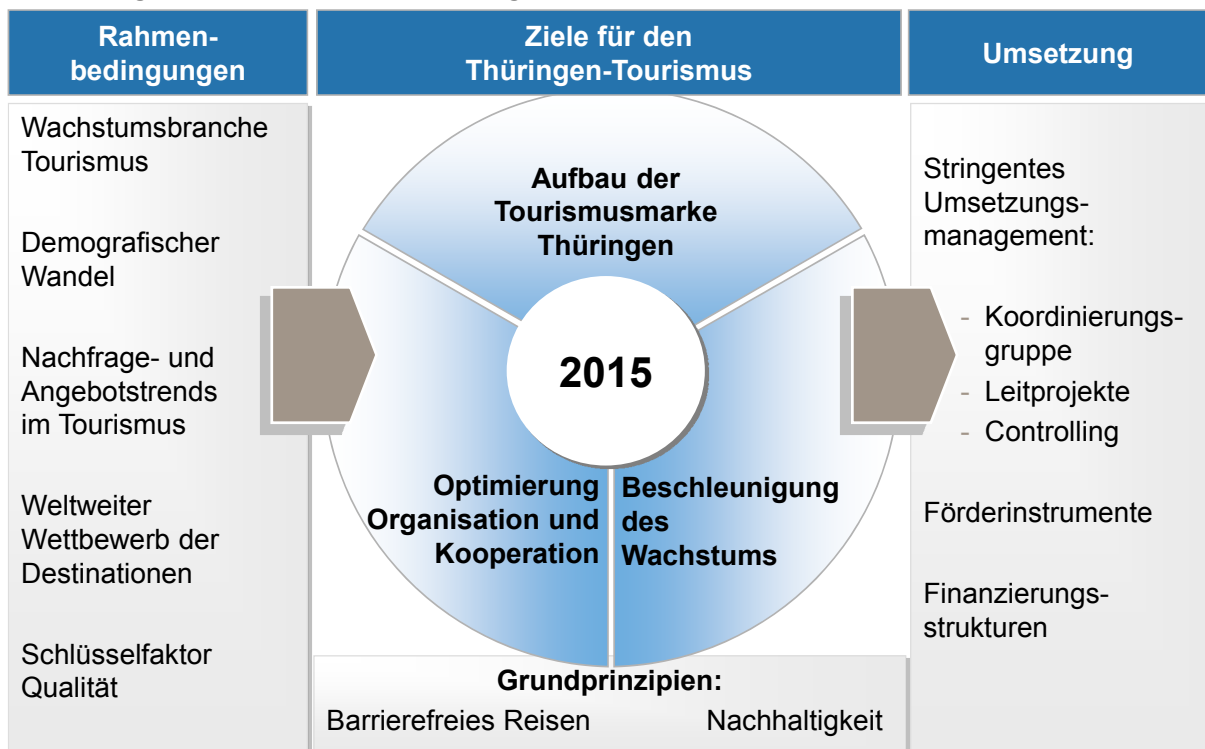 Rahmen-
bedingungen
Ziele für den
Thüringen-Tourismus
Umsetzung
Wachstumsbranche
Tourismus
Demografischer
Wandel
Nachfrage- und
Angebotstrends
im Tourismus
Weltweiter
Wettbewerb der
Destinationen
Schlüsselfaktor
Qualität
Aufbau der
Tourismusmarke
Thüringen
2015
Optimierung
Organisation und
Kooperation
Beschleunigung
des
Wachstums
Grundprinzipien:
Barrierefreies Reisen Nachhaltigkeit
Stringentes
Umsetzungs-
management:
- Koordinierungs-
gruppe
- Leitprojekte
- Controlling
Förderinstrumente
Finanzierungs-
strukturen